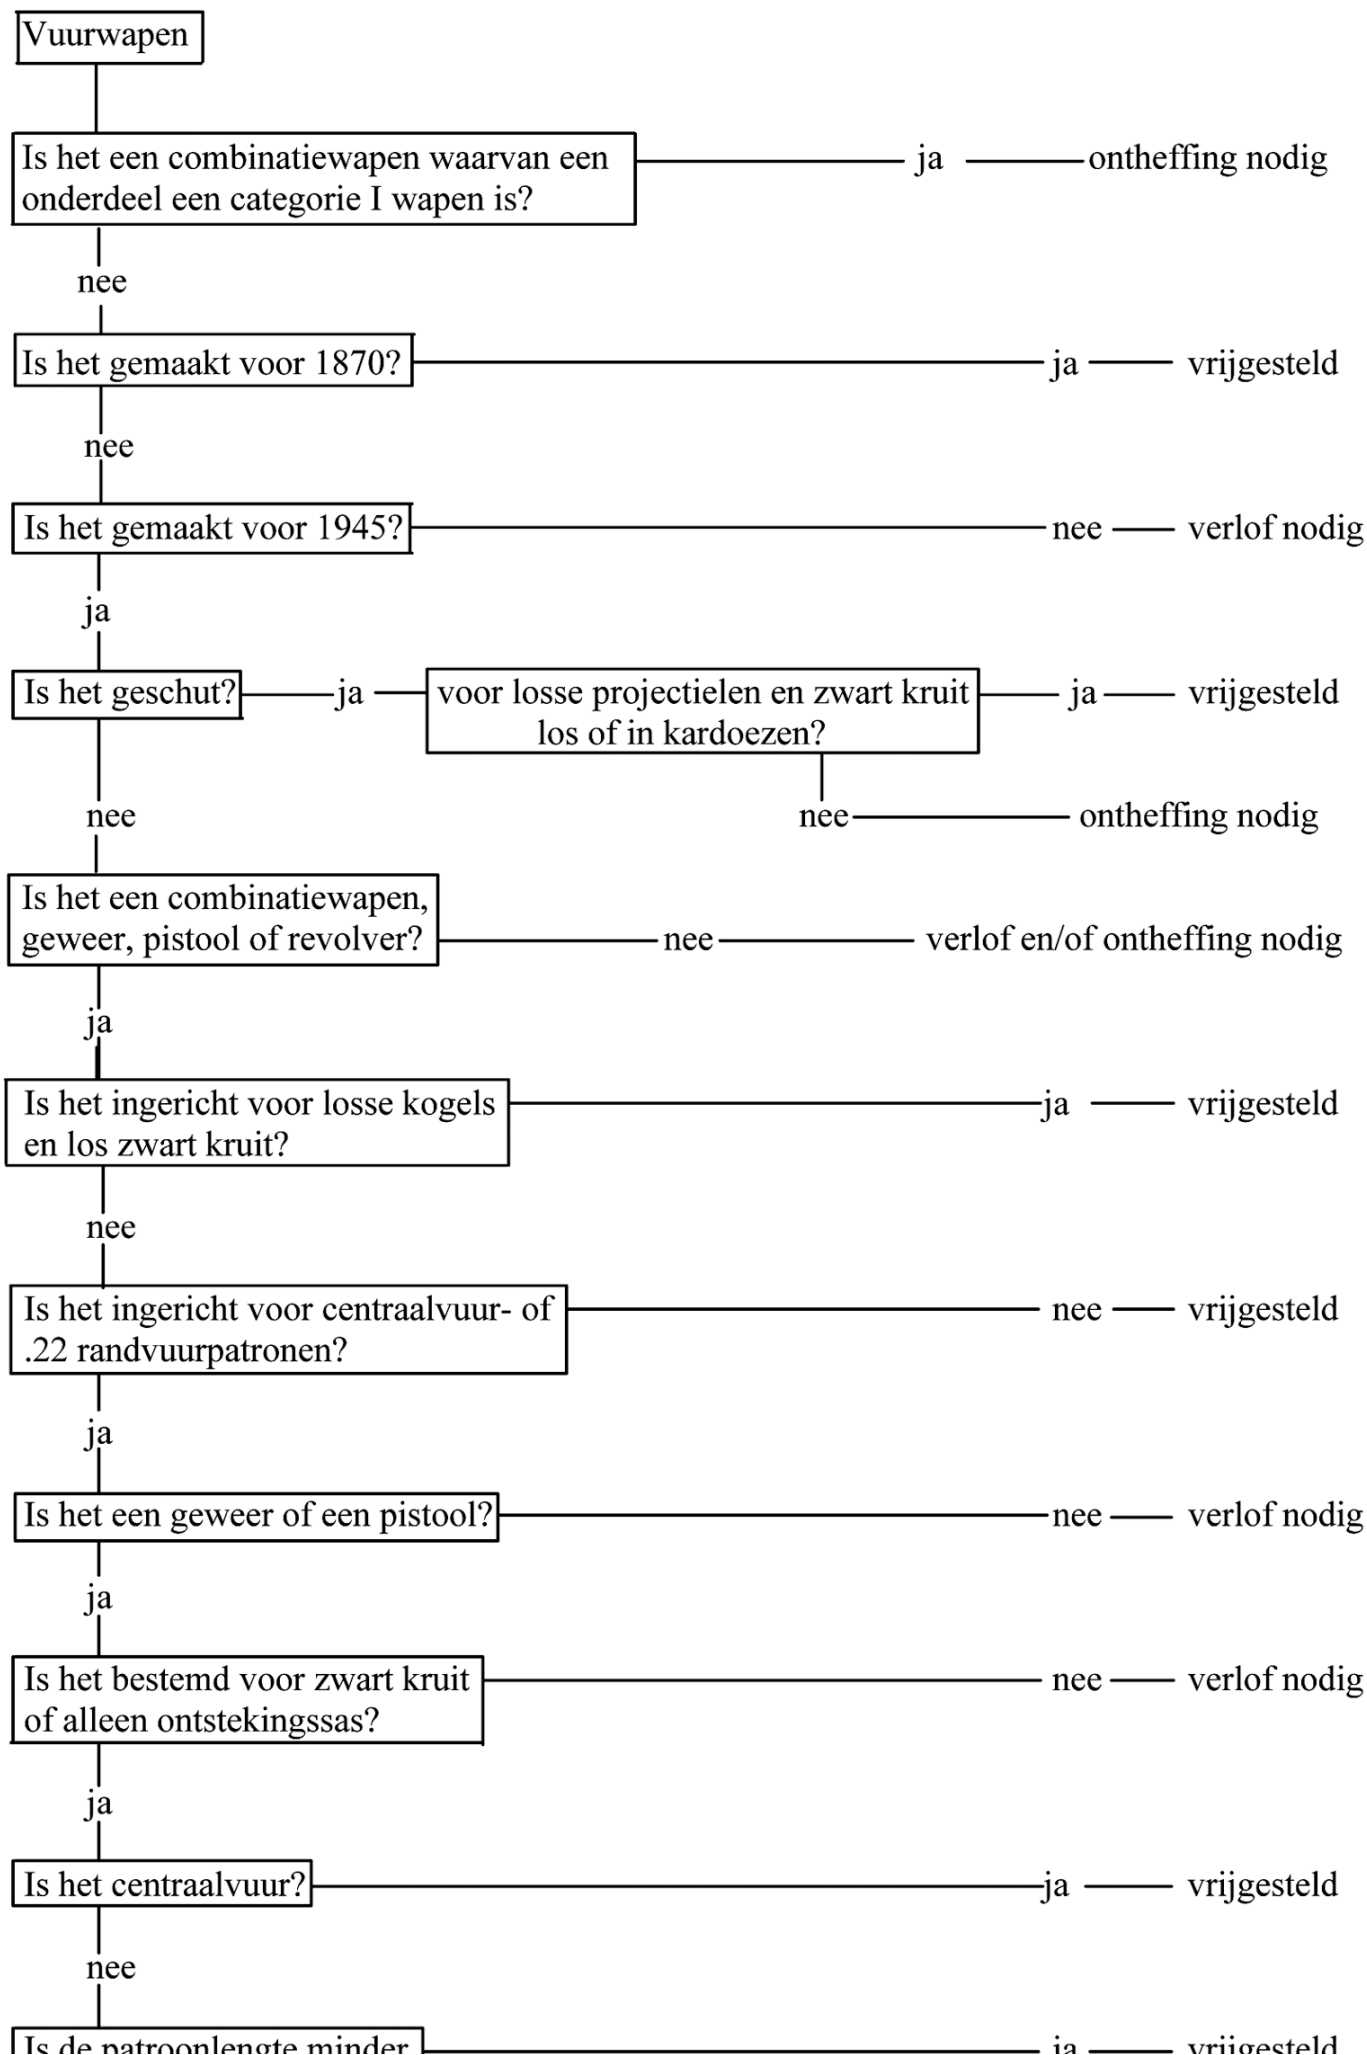 Vuurwapen
Is het een combinatiewapen waarvan een
onderdeel een categorie I wapen is?
ja
ontheffing nodig
nee
Is het gemaakt voor 1870?
ja
vrijgesteld
nee
Is het gemaakt voor 1945?
nee
verlof nodig
ja
Is het geschut?
ja
voor losse projectielen en zwart kruit
los of in kardoezen?
ja
vrijgesteld
nee
nee
ontheffing nodig
Is het een combinatiewapen,
geweer, pistool of revolver?
nee
verlof en/of ontheffing nodig
ja
Is het ingericht voor losse kogels
en los zwart kruit?
ja
vrijgesteld
nee
Is het ingericht voor centraalvuur- of
.22 randvuurpatronen?
nee
vrijgesteld
ja
Is het een geweer of een pistool?
nee
verlof nodig
ja
Is het bestemd voor zwart kruit
of alleen ontstekingssas?
nee
verlof nodig
ja
Is het centraalvuur?
ja
vrijgesteld
nee
Is de patroonlengte minder
ja
vrijgesteld